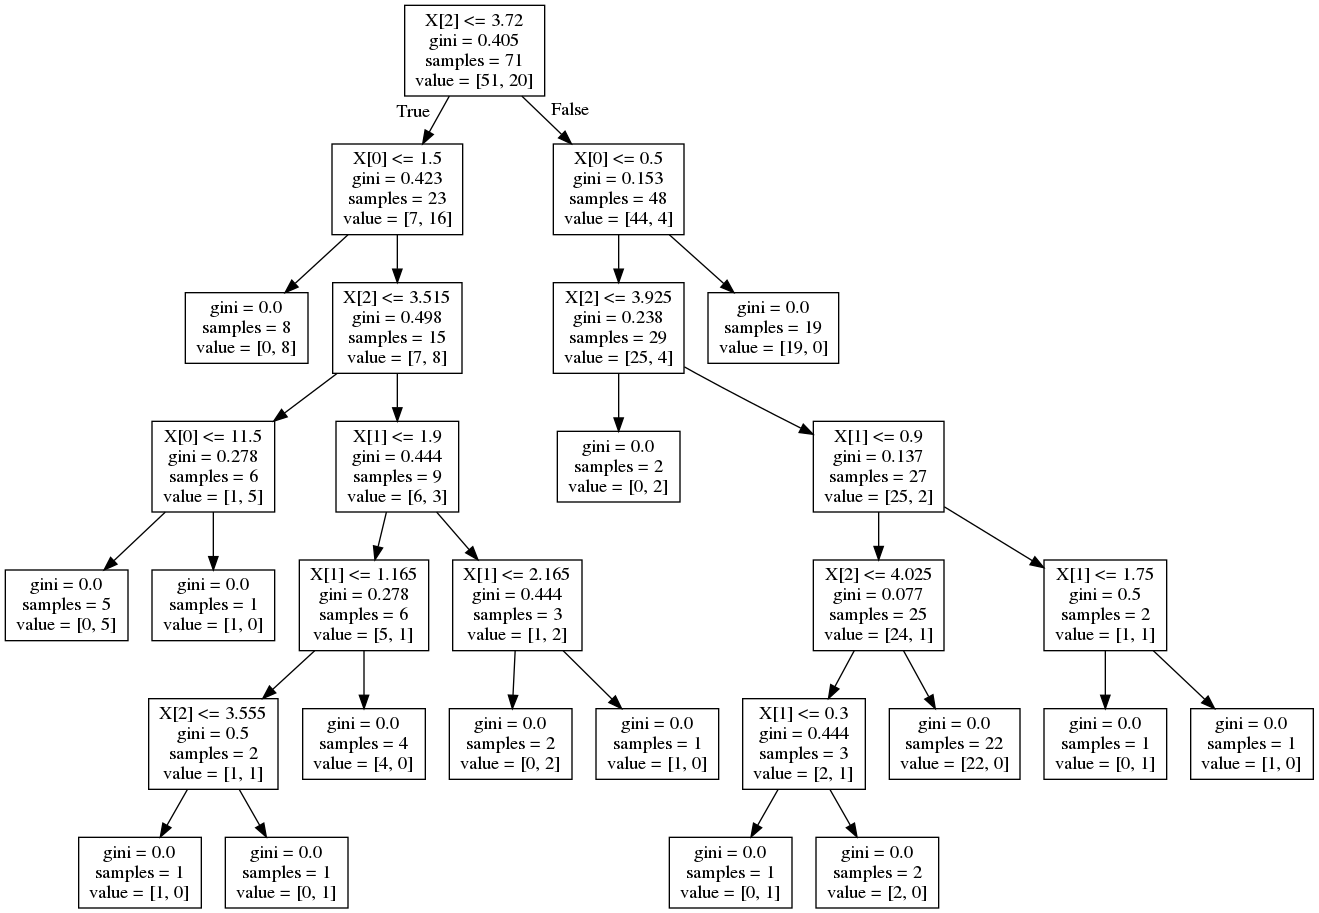 X[2] <= 3.72
gini = 0.405
samples = 71
value = [51, 20]
True
False
X[0] <= 1.5
gini = 0.423
samples = 23
value = [7, 16]
X[0] <= 0.5
gini = 0.153
samples = 48
value = [44, 4]
gini = 0.0
samples = 8
value = [0, 8]
X[2] <= 3.515
gini = 0.498
samples = 15
value = [7, 8]
X[2] <= 3.925
gini = 0.238
samples = 29
value = [25, 4]
gini = 0.0
samples = 19
value = [19, 0]
X[0] <= 11.5
gini = 0.278
samples = 6
value = [1, 5]
X[1] <= 1.9
gini = 0.444
samples = 9
value = [6, 3]
gini = 0.0
samples = 2
value = [0, 2]
X[1] <= 0.9
gini = 0.137
samples = 27
value = [25, 2]
gini = 0.0
samples = 5
value = [0, 5]
gini = 0.0
samples = 1
value = [1, 0]
X[1] <= 1.165
gini = 0.278
samples = 6
value = [5, 1]
X[1] <= 2.165
gini = 0.444
samples = 3
value = [1, 2]
X[2] <= 4.025
gini = 0.077
samples = 25
value = [24, 1]
X[1] <= 1.75
gini = 0.5
samples = 2
value = [1, 1]
X[2] <= 3.555
gini = 0.5
samples = 2
value = [1, 1]
gini = 0.0
samples = 4
value = [4, 0]
gini = 0.0
samples = 2
value = [0, 2]
gini = 0.0
samples = 1
value = [1, 0]
X[1] <= 0.3
gini = 0.444
samples = 3
value = [2, 1]
gini = 0.0
samples = 22
value = [22, 0]
gini = 0.0
samples = 1
value = [0, 1]
gini = 0.0
samples = 1
value = [1, 0]
gini = 0.0
samples = 1
value = [1, 0]
gini = 0.0
samples = 1
value = [0, 1]
gini = 0.0
samples = 1
value = [0, 1]
gini = 0.0
samples = 2
value = [2, 0]